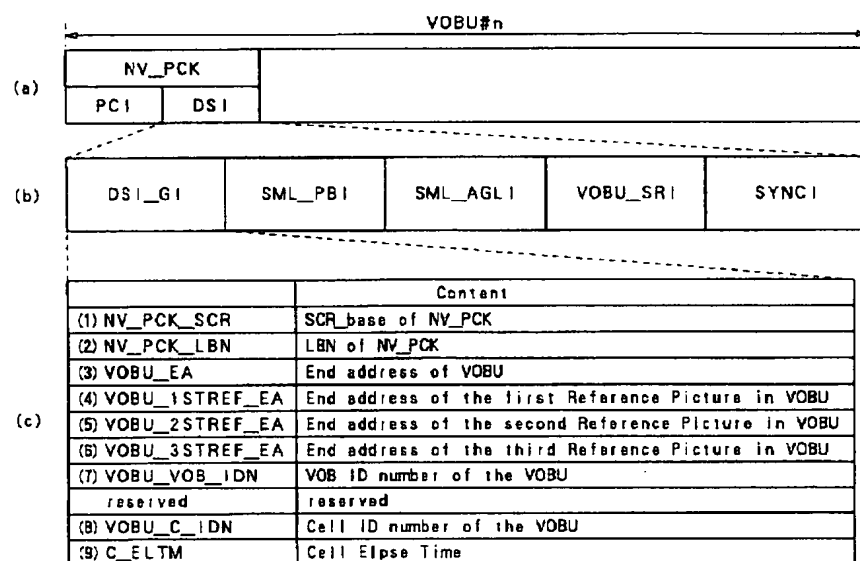 VOBU#n
(a)
NV_PCK
PCI DSI
(b)
DSI_GI SML_PBI SML_AGLI VOBU_SRI SYNCI
(c)
Content
(1) NV_PCK_SCR SCR_base of NV_PCK
(2) NV_PCK_LBN LBN of NV_PCK
(3) VOBU_EA End address of VOBU
(4) VOBU_1STREF_EA End address of the first Reference Picture in VOBU
(5) VOBU_2STREF_EA End address of the second Reference Picture in VOBU
(6) VOBU_3STREF_EA End address of the third Reference Picture in VOBU
(7) VOBU_VOB_IDN VOB ID number of the VOBU
reserved reserved
(8) VOBU_C_IDN Cell ID number of the VOBU
(9) C_ELTM Cell Elpse Time